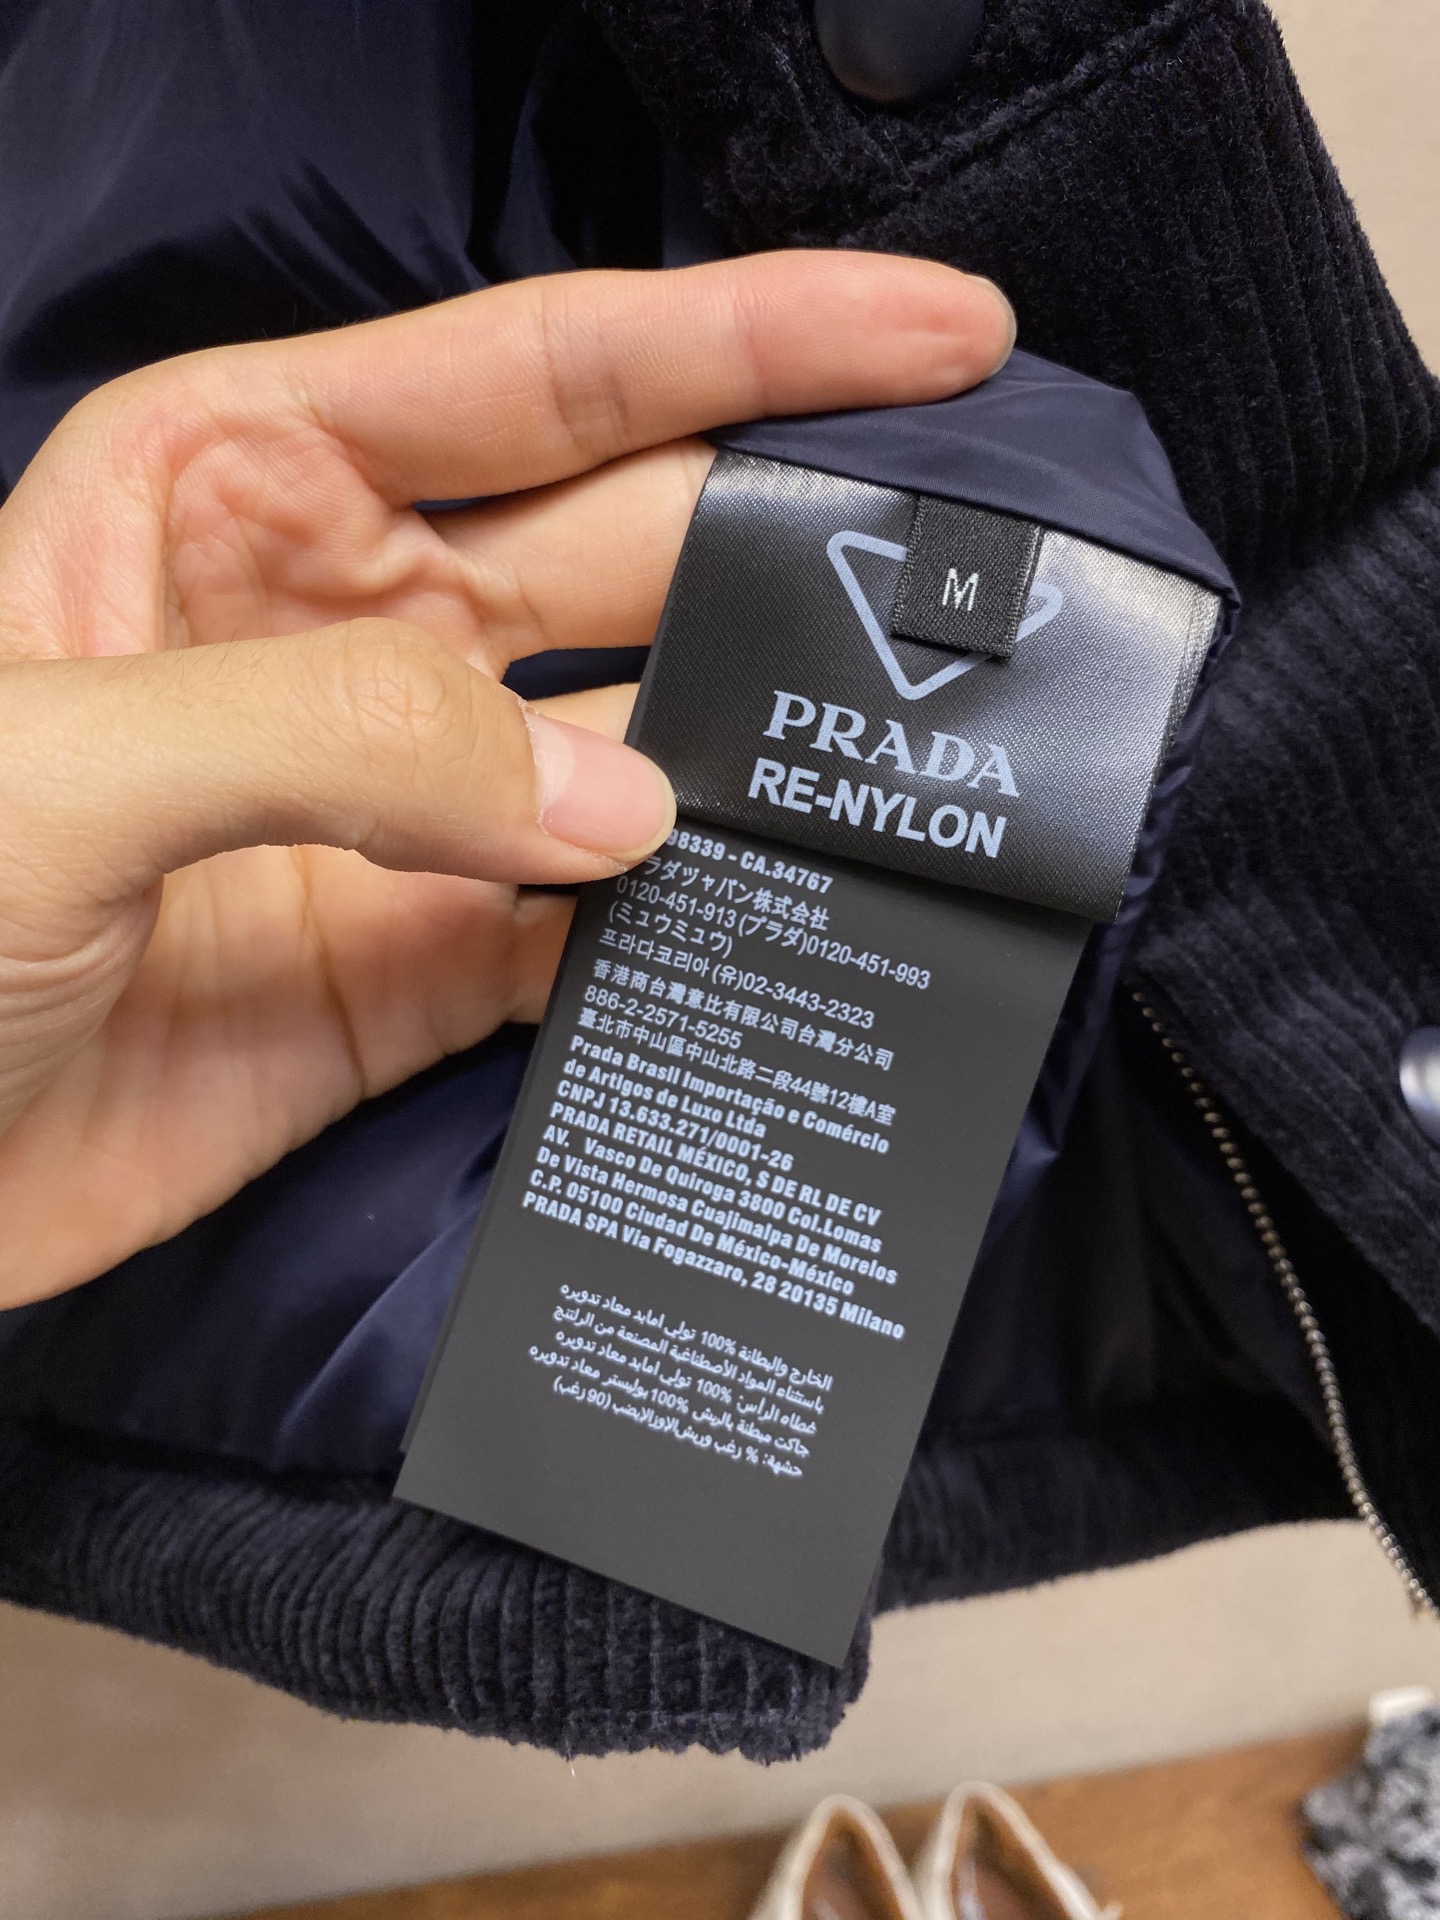 M
PRADA
RE-NYLON
98339 - CA.34767
ラダジャパン株式会社
0120-451-913(プラダ)0120-451-993
(ミュウミュウ)
프라다코리아(유)02-3443-2323
香港商台灣意比有限公司台灣分公司
886-2-2571-5255
臺北市中山區中山北路二段44號12樓A室
Prada Brasil Importação e Comércio
de Artigos de Luxo Ltda
CNPJ 13.633.271/0001-26
PRADA RETAIL MÉXICO, S DE RL DE CV
AV. Vasco De Quiroga 3800 Col.Lomas
De Vista Hermosa Cuajimalpa De Morelos
C.P. 05100 Ciudad De México-México
PRADA SPA Via Fogazzaro, 28 20135 Milano
الخارج والبطانة %100 تولي امايد معاد تدويره
باستثناء المواد الأصطناعية المصنعة من الراتنج
غطاء الرأس %100 تولي امايد معاد تدويره
جاكت مبطنة بالريش %100 بوليستر معاد تدويره
حشهة: % رغب وريش الاوزالابيض (90 رغب)